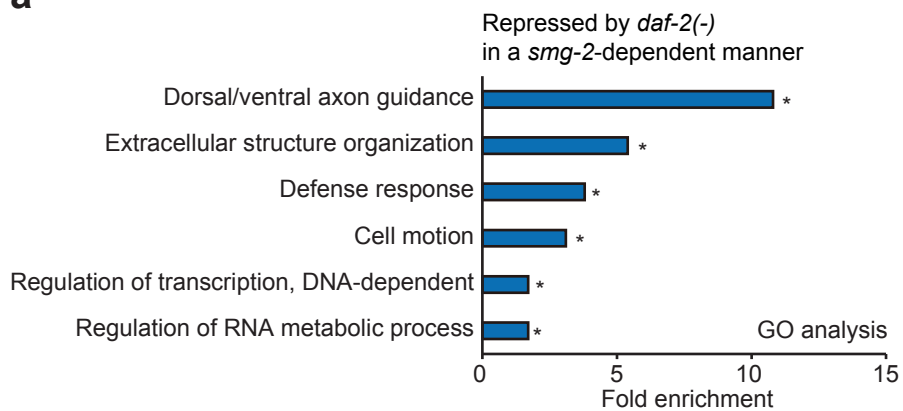 a
Repressed by daf-2(-)
in a smg-2-dependent manner
Dorsal/ventral axon guidance
*
Extracellular structure organization
*
Defense response
*
Cell motion
*
Regulation of transcription, DNA-dependent
*
Regulation of RNA metabolic process
*
GO analysis
0 5 10 15
Fold enrichment